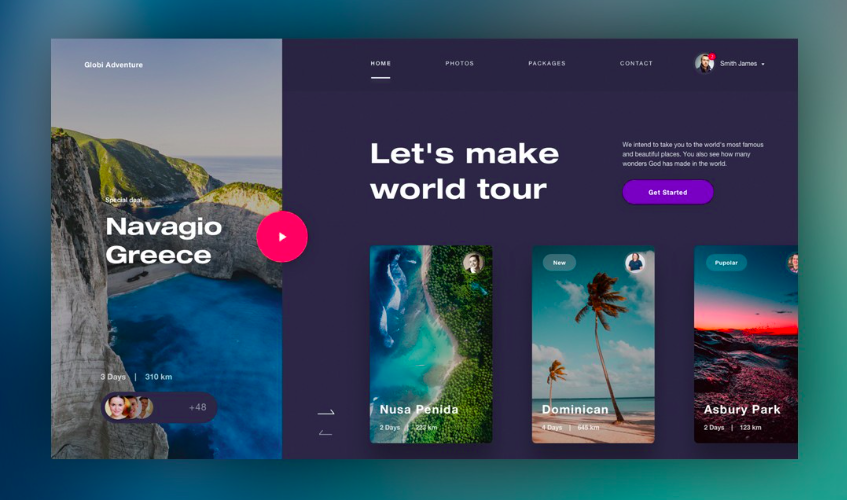 Globi Adventure
HOME
PHOTOS
PACKAGES
CONTACT
Smith James
Special daal
Navagio
Greece
3 Days | 310 km
+48
Let's make
world tour
We intend to take you to the world's most famous
and beautiful places. You also see how many
wonders God has made in the world.
Get Started
Nusa Penida
2 Days | 223 km
New
Dominican
4 Days | 645 km
Pupolar
Asbury Park
2 Days | 123 km